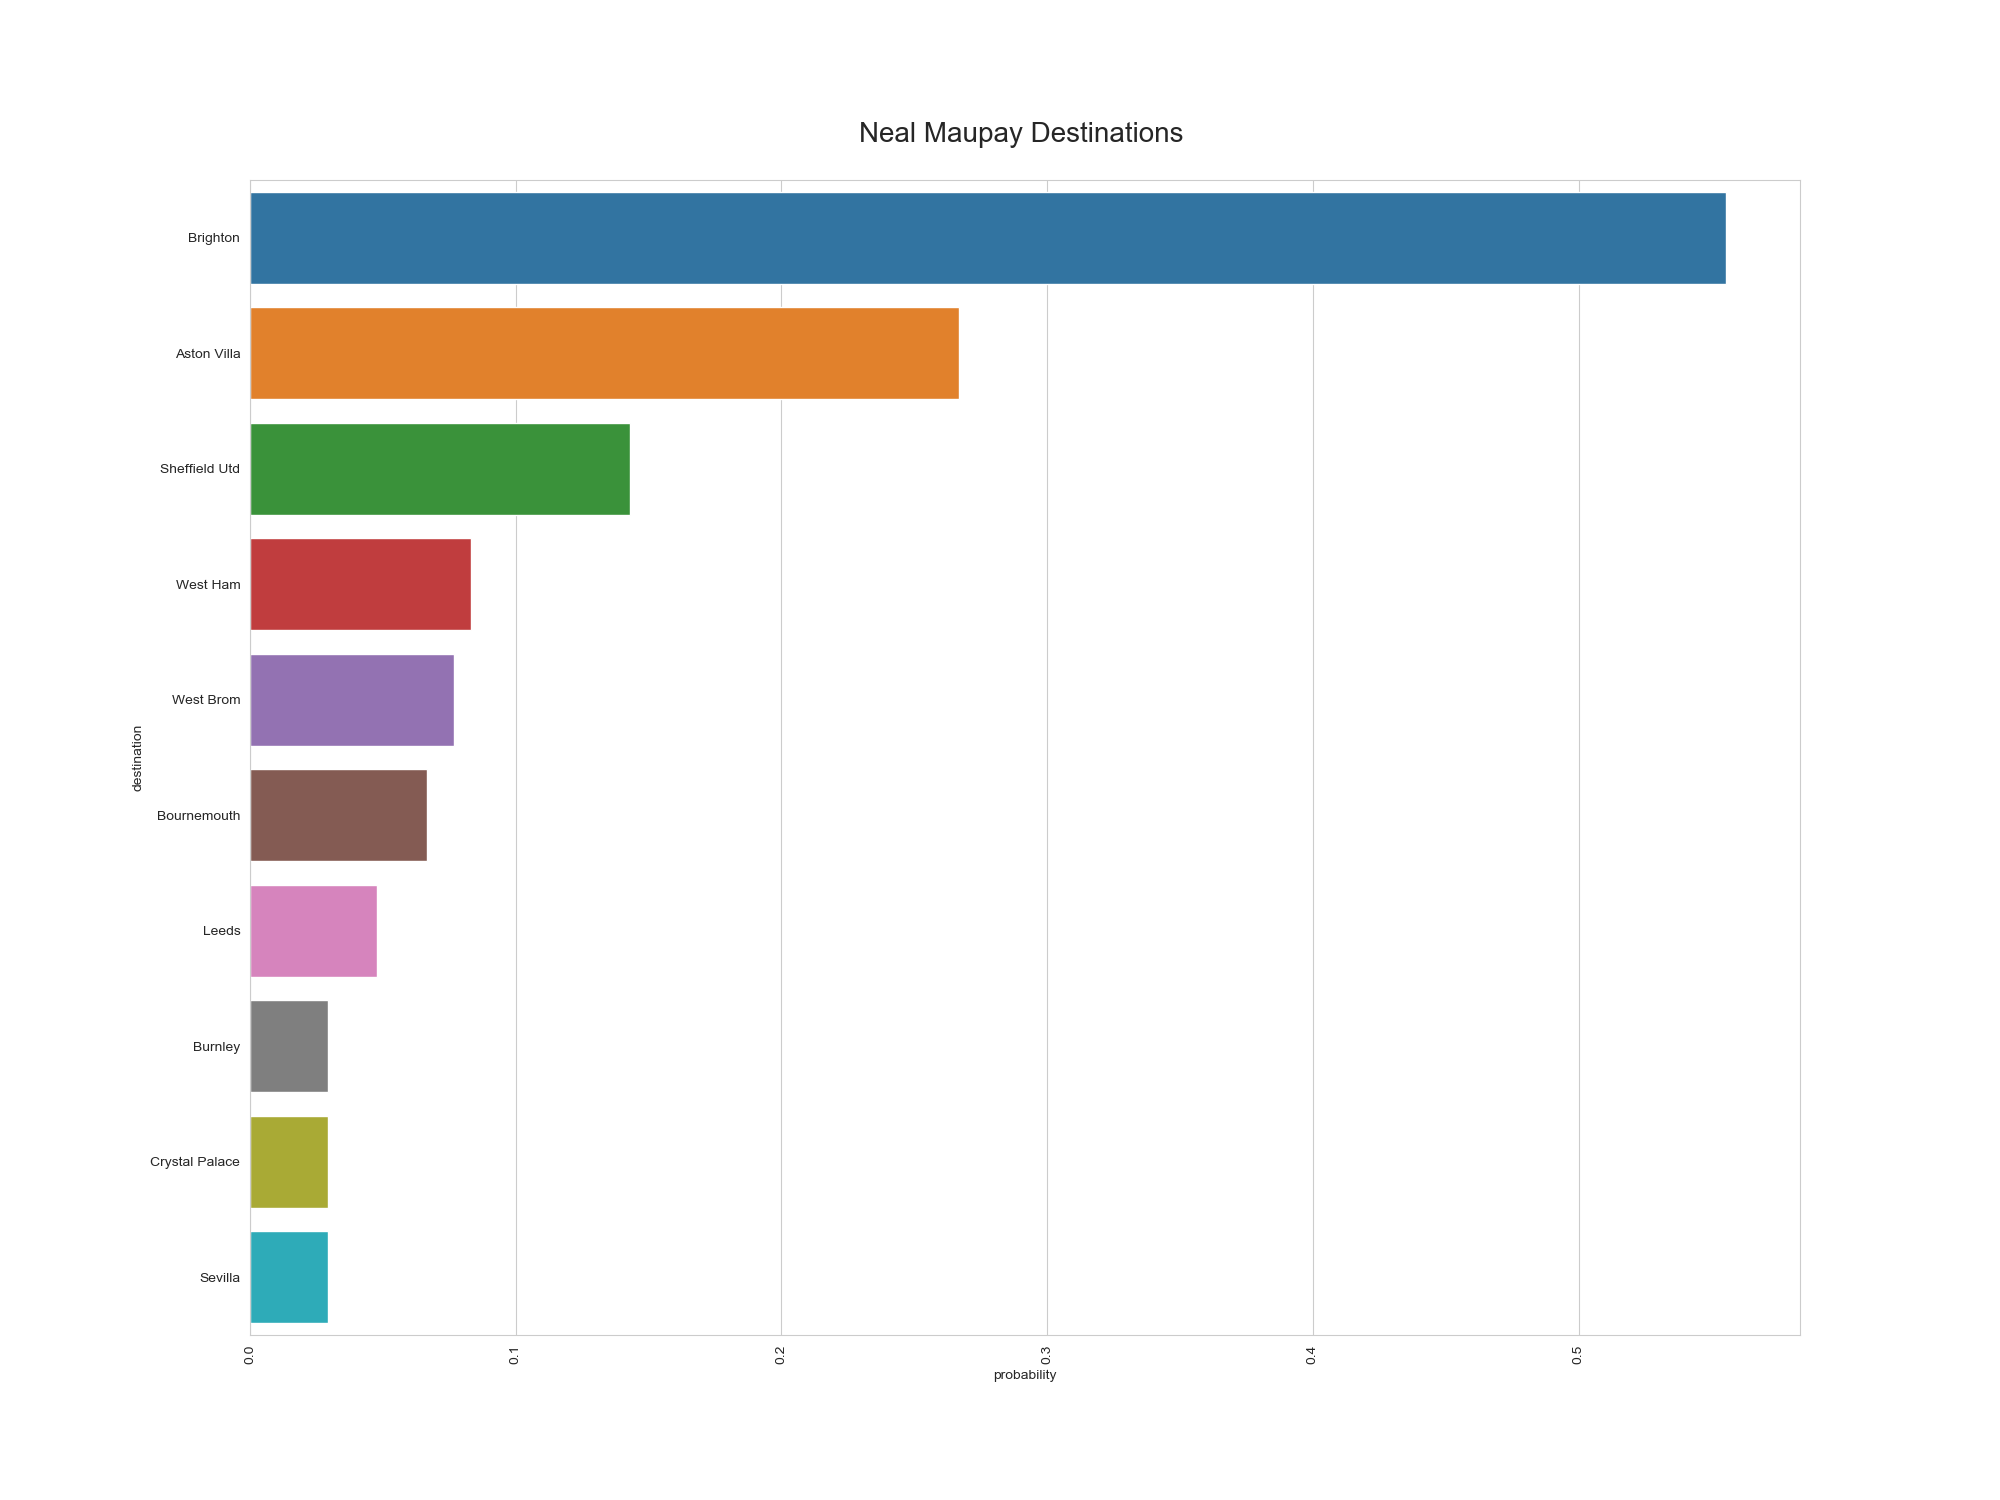 Neal Maupay Destinations
Brighton
Aston Villa
Sheffield Utd
West Ham
West Brom
Bournemouth
Leeds
Burnley
Crystal Palace
Sevilla
destination
0.0 0.1 0.2 0.3 0.4 0.5
probability